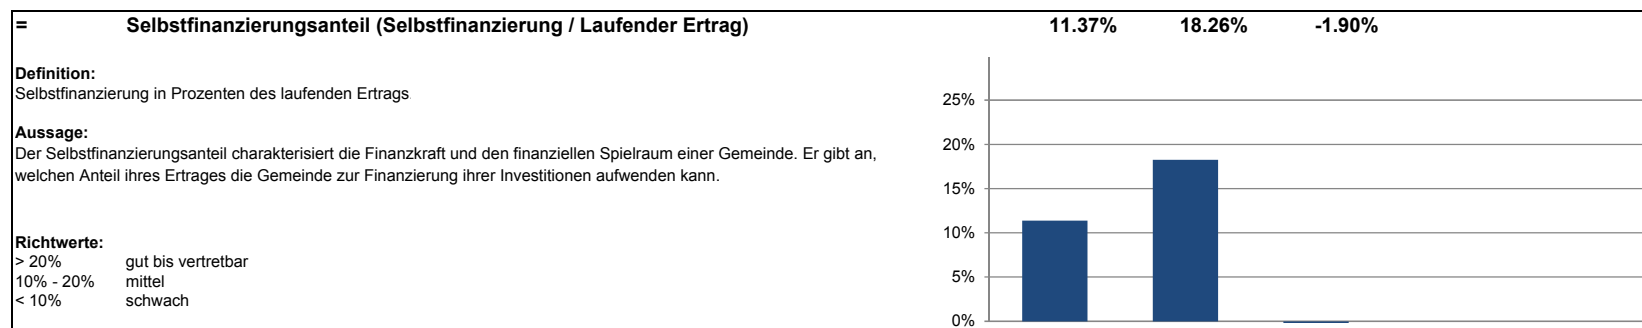 = Selbstfinanzierungsanteil (Selbstfinanzierung / Laufender Ertrag) 11.37% 18.26% -1.90%
Definition:
Selbstfinanzierung in Prozenten des laufenden Ertrags
Aussage:
Der Selbstfinanzierungsanteil charakterisiert die Finanzkraft und den finanziellen Spielraum einer Gemeinde. Er gibt an,
welchen Anteil ihres Ertrages die Gemeinde zur Finanzierung ihrer Investitionen aufwenden kann.
Richtwerte:
> 20% gut bis vertretbar
10% - 20% mittel
< 10% schwach
25%
20%
15%
10%
5%
0%